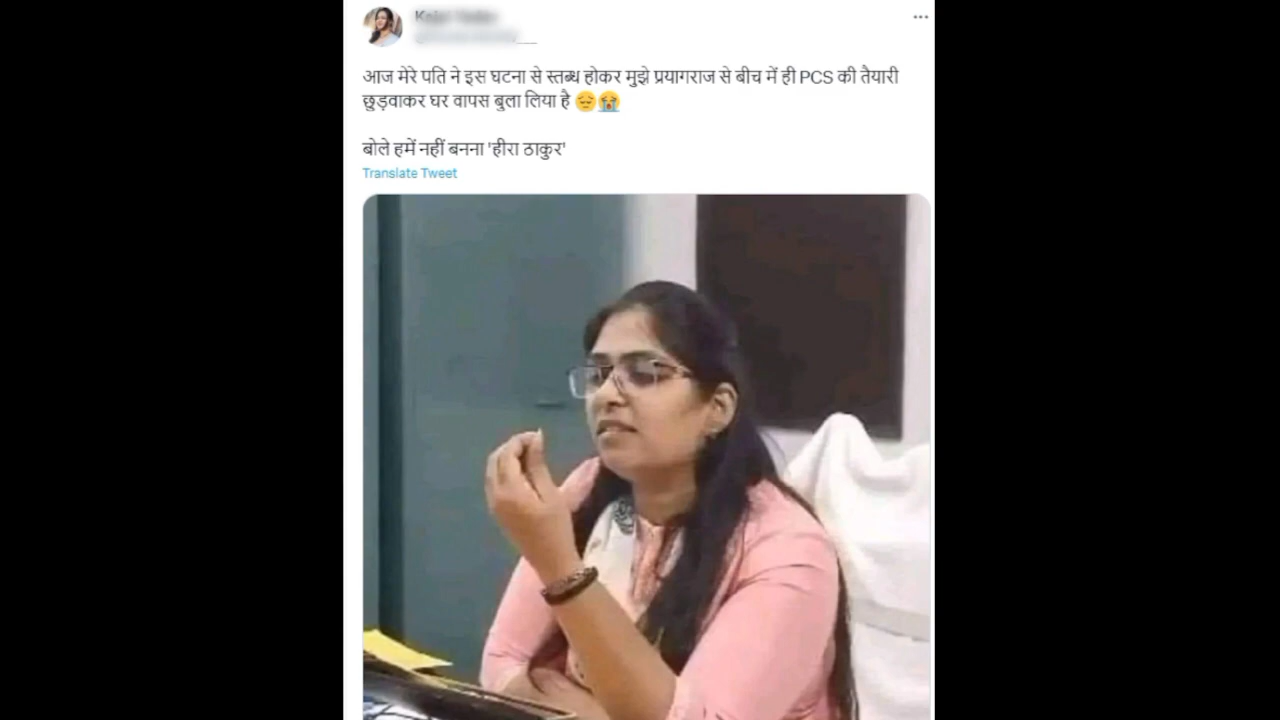 आज मेरे पति ने इस घटना से स्तब्ध होकर मुझे प्रयागराज से बीच में ही PCS की तैयारी
छुड़वाकर घर वापस बुला लिया है 😔😭
बोले हमें नहीं बनना 'हीरा ठाकुर'
Translate Tweet